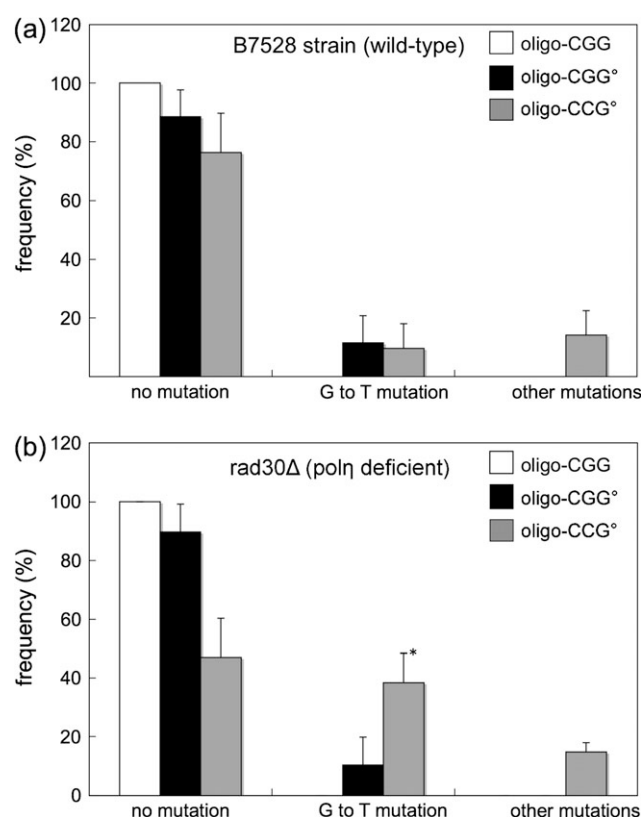 (a)
120
100
80
60
40
20
frequency (%)
B7528 strain (wild-type)
oligo-CGG
oligo-CGG°
oligo-CCG°
no mutation
G to T mutation
other mutations
(b)
120
100
80
60
40
20
0
frequency (%)
rad30Δ (polη deficient)
oligo-CGG
oligo-CGG°
oligo-CCG°
*
no mutation
G to T mutation
other mutations